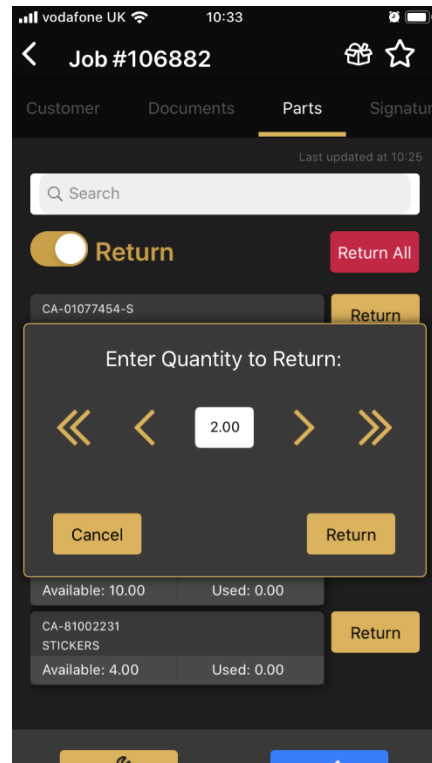 vodafone UK 10:33
Job #106882
Customer Documents Parts Signatur
Last updated at 10:25
Search
Return Return All
CA-01077454-S Return
Enter Quantity to Return:
2.00
Cancel Return
Available: 10.00 Used: 0.00
CA-81002231 Return
STICKERS
Available: 4.00 Used: 0.00